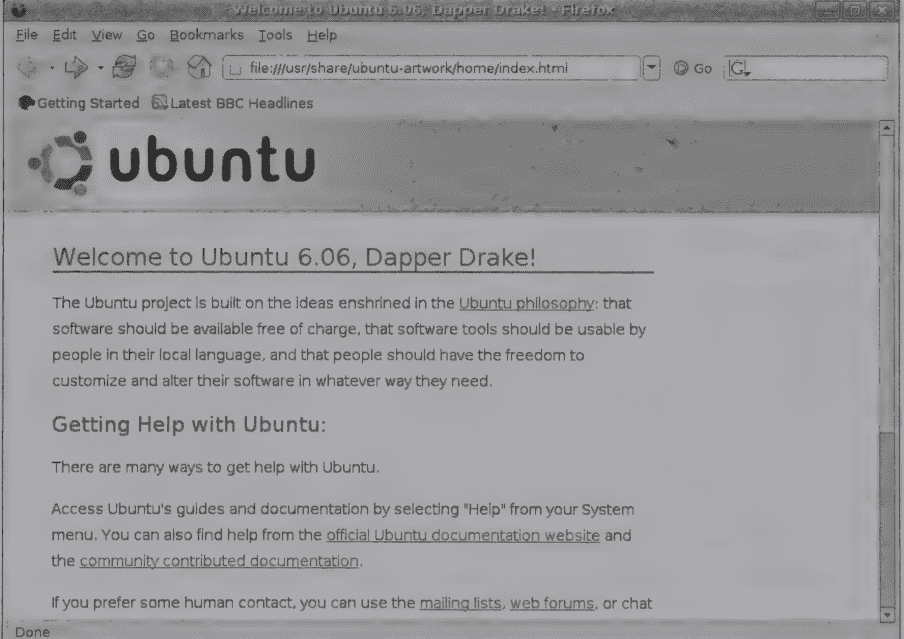 Welcome to Ubuntu 6.06, Dapper Drake! - Firefox
File Edit View Go Bookmarks Tools Help
file:///usr/share/ubuntu-artwork/home/index.html Go G
Getting Started Latest BBC Headlines
ubuntu
Welcome to Ubuntu 6.06, Dapper Drake!
The Ubuntu project is built on the ideas enshrined in the Ubuntu philosophy: that
software should be available free of charge, that software tools should be usable by
people in their local language, and that people should have the freedom to
customize and alter their software in whatever way they need.
Getting Help with Ubuntu:
There are many ways to get help with Ubuntu.
Access Ubuntu's guides and documentation by selecting "Help" from your System
menu. You can also find help from the official Ubuntu documentation website and
the community contributed documentation.
If you prefer some human contact, you can use the mailing lists, web forums, or chat
Done